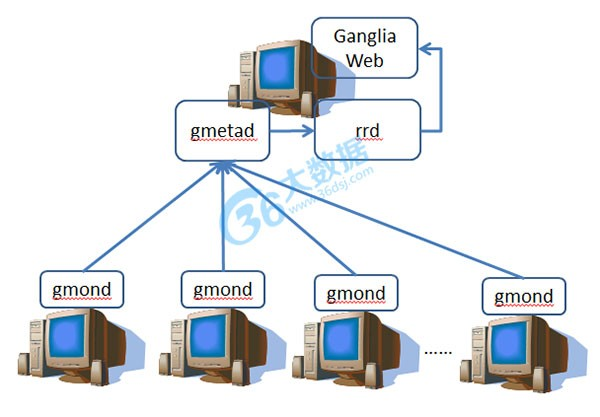 Ganglia
Web
gmetad
rrd
36大数据
www.36dsj.com
gmond
gmond
gmond
gmond
......